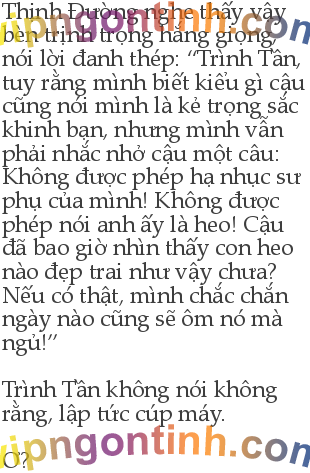 Thịnh Đường nghe thấy vậy
bèn trịnh trọng hắng giọng,
nói lời đanh thép: “Trình Tân,
tuy rằng mình biết kiểu gì cậu
cũng nói mình là kẻ trọng sắc
khinh bạn, nhưng mình vẫn
phải nhắc nhở cậu một câu:
Không được phép hạ nhục sư
phụ của mình! Không được
phép nói anh ấy là heo! Cậu
đã bao giờ nhìn thấy con heo
nào đẹp trai như vậy chưa?
Nếu có thật, mình chắc chắn
ngày nào cũng sẽ ôm nó mà
ngủ!”
Trình Tân không nói không
rằng, lập tức cúp máy.
Ơ?
vipngontinh.com
vipngontinh.com